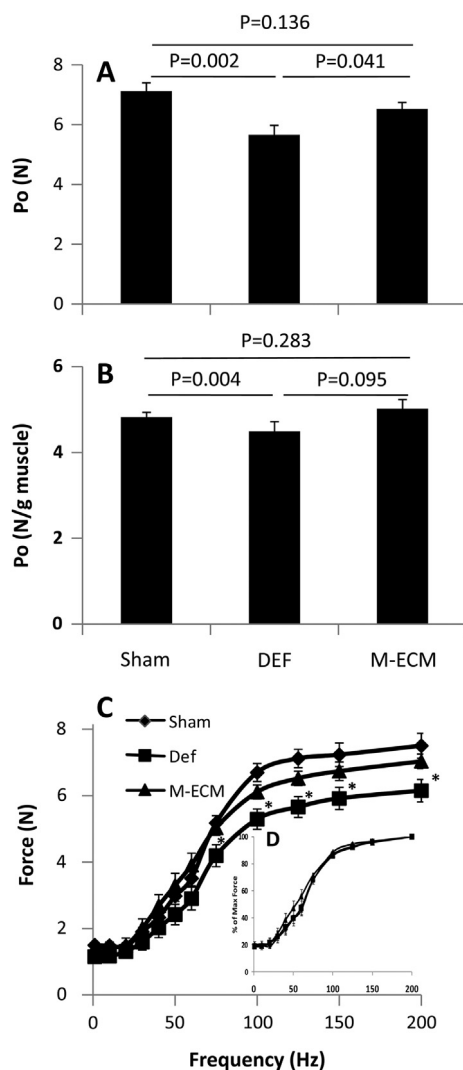 P=0.136
A
P=0.002 P=0.041
8
6
4
2
0
Po (N)
P=0.283
B
P=0.004 P=0.095
6
4
2
0
Po (N/g muscle)
Sham DEF M-ECM
C
Sham
Def
M-ECM
8
6
4
2
0
Force (N)
* * * * *
D
100
80
60
40
20
0
% of Max Force
0 50 100 150 200
0 50 100 150 200
Frequency (Hz)